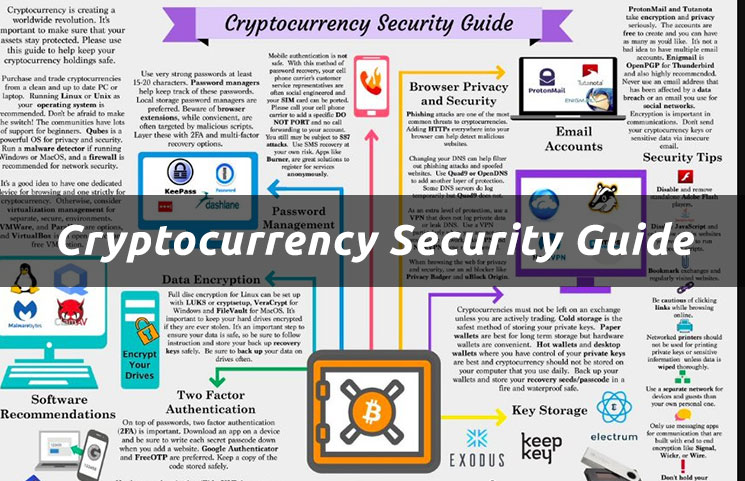 Cryptocurrency Security Guide
Cryptocurrency is creating a
worldwide revolution. It's
important to make sure that your
assets stay protected. Please use
this guide to help keep your
cryptocurrency holdings safe.
Purchase and trade cryptocurrencies
from a clean and up to date PC or
laptop. Running Linux or Unix as
your operating system is
recommended. Don't be afraid to make
the switch! The communities have lots
of support for beginners. Qubes is a
powerful OS for privacy and security.
Run a malware detector if running
Windows or MacOS, and a firewall is
recommended for network security.
It's a good idea to have one dedicated
device for browsing and one strictly for
cryptocurrency. Otherwise, consider
virtualization management for
separate, secure, environments.
VMWare, and
are options,
and VirtualBox is
free VM
Malwarebytes
ClamAV
Software
Recommendations
Use very strong passwords at least
15-20 characters. Password managers
help keep track of these passwords.
Local storage password managers are
preferred. Beware of browser
extensions, while convient, are
often targeted by malicious scripts.
Layer these with 2FA and multi-factor
recovery options.
KeePass
1Password
dashlane
Password
Management
Data Encryption
Full disc encryption for Linux can be set up
with LUKS or cryptsetup, VeraCrypt for
Windows and FileVault for MacOS. It's
important to keep your hard drives encrypted
if they are ever stolen. It's an important step to
ensure your data is safe, so be sure to follow
instruction and store your back up recovery
keys safely. Be sure to back up your data on
drives often.
Encrypt
Your
Drives
Two Factor
Authentication
On top of passwords, two factor authentication
(2FA) is important. Download an app on a device
and be sure to write each secret passcode down
when you add a website. Google Authenticator
and FreeOTP are preferred. Keep a copy of the
code stored safely.
Mobile authentication is not
safe. With this method of
password recovery, your cell
phone carrier's customer
service representatives are
often social engineered and
your SIM card can be ported.
Please call your cell phone
carrier to add a specific DO
NOT PORT and no call
forwarding to your account.
You still may be subject to SS7
attacks. Use SMS recovery at
your own risk. Apps like
Burner, are great solutions to
register for services
anonymously.
Browser Privacy
and Security
Phishing attacks are one of the most
common threats to cryptocurrencies.
Adding HTTPS everywhere into your
browser can help detect malicious
websites.
Changing your DNS can help filter
out phishing attacks and spoofed
websites. Use Quad9 or OpenDNS
to add another layer of protection.
Some DNS servers do log
temporarily but Quad9 does not.
As an extra level of protection, use a
VPN that does not log private data
or leak DNS. Use a VPN
When browsing the web for privacy
and security, use an ad blocker like
Privacy Badger and uBlock Origin.
VPN
ProtonMail
Tutanota
Enigmail
Email
Accounts
ProtonMail and Tutanota
take encryption and privacy
seriously. The accounts are
free to create and you can have
as many as you'd like. It's not a
bad idea to have multiple email
accounts. Enigmail is
OpenPGP for Thunderbird
and also highly recommended.
Never use an email address that
has been affected by a data
breach or an email you use for
social networks.
Encryption is important in
communications. Don't send
your cryptocurrency keys or
sensitive data via insecure
email.
Security Tips
Disable and remove
standalone Adobe Flash
players.
JavaScript and
websites
scripts.
Bookmark exchanges and
regularly visited websites.
Be cautious of clicking
links while browsing
online.
Networked printers should
not be used for printing
private keys or sensitive
information unless data is
wiped thoroughly.
Use a separate network for
devices and guests than
your own personal one.
Only use messaging apps
for communication that are
built with end to end
encryption like Signal,
Wickr, or Wire.
Don't hold your
Cryptocurrencies must not be left on an exchange
unless you are actively trading. Cold storage is the
safest method of storing your private keys. Paper
wallets are best for long term storage but hardware
wallets are convenient. Hot wallets and desktop
wallets where you have control of your private keys
are best and cryptocurrency should not be stored on
your computer that you use daily. Back up your
wallets and store your recovery seeds/passcode in a
fire and waterproof safe.
Key Storage
EXODUS
keep
key
electrum
Cryptocurrency Security Guide